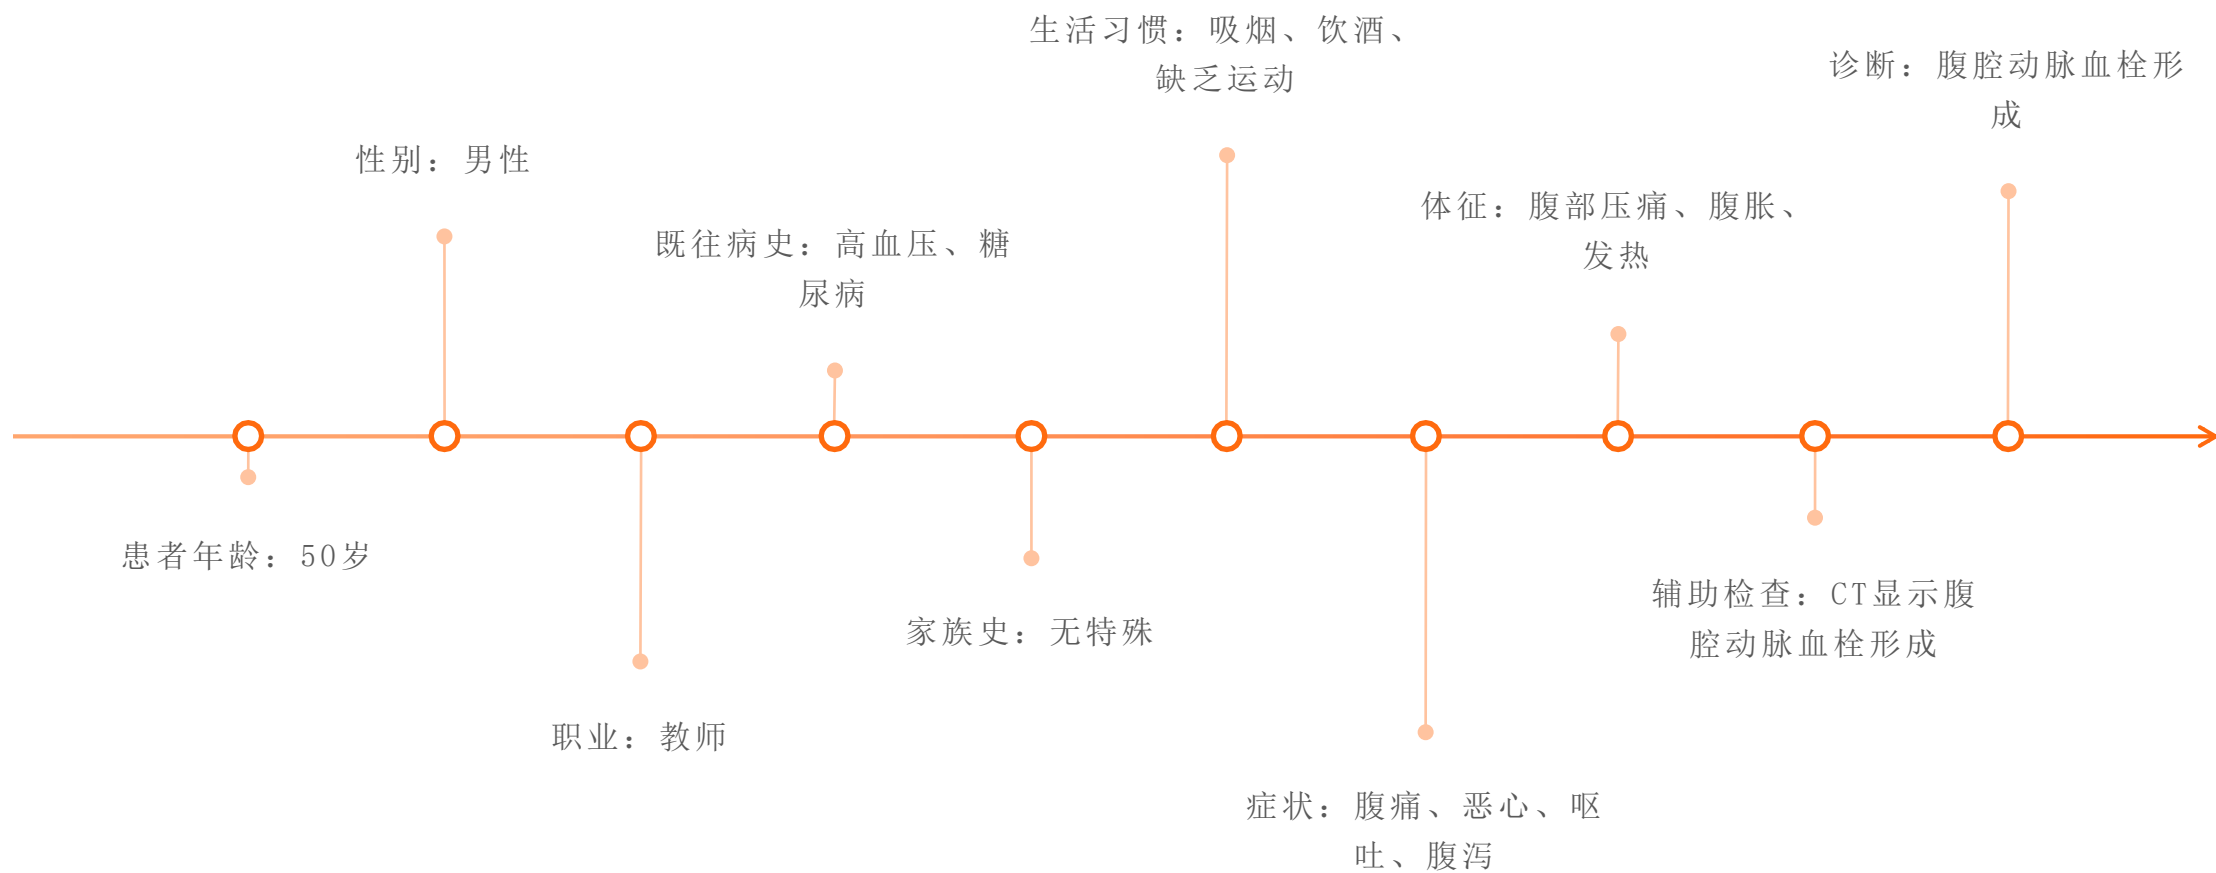 患者年龄：50岁
性别：男性
职业：教师
既往病史：高血压、糖
尿病
家族史：无特殊
生活习惯：吸烟、饮酒、
缺乏运动
症状：腹痛、恶心、呕
吐、腹泻
体征：腹部压痛、腹胀、
发热
辅助检查：CT显示腹
腔动脉血栓形成
诊断：腹腔动脉血栓形
成